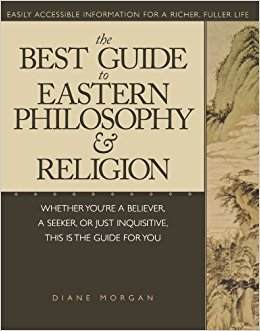 EASILY ACCESSIBLE INFORMATION FOR A RICHER, FULLER LIFE
the
BEST GUIDE
to
EASTERN
PHILOSOPHY
&
RELIGION
WHETHER YOU'RE A BELIEVER,
A SEEKER, OR JUST INQUISITIVE,
THIS IS THE GUIDE FOR YOU
DIANE MORGAN